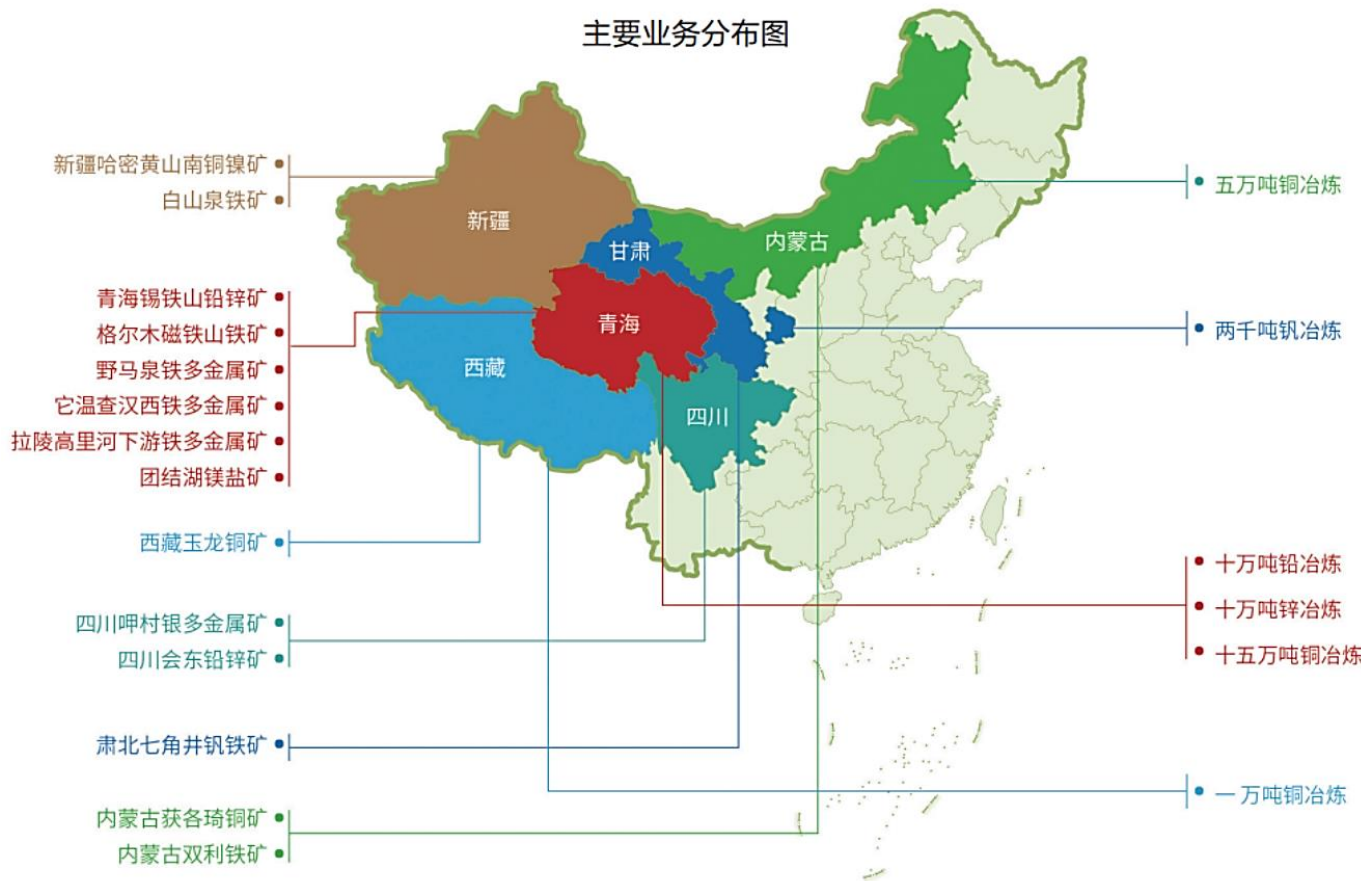 主要业务分布图
新疆哈密黄山南铜镍矿
白山泉铁矿
青海锡铁山铅锌矿
格尔木磁铁山铁矿
野马泉铁多金属矿
它温查汉西铁多金属矿
拉陵高里河下游铁多金属矿
团结湖镁盐矿
西藏玉龙铜矿
四川呷村银多金属矿
四川会东铅锌矿
肃北七角井钒铁矿
内蒙古获各琦铜矿
内蒙古双利铁矿
新疆
甘肃
内蒙古
青海
西藏
四川
五万吨铜冶炼
两千吨钒冶炼
十万吨铅冶炼
十万吨锌冶炼
十五万吨铜冶炼
一万吨铜冶炼